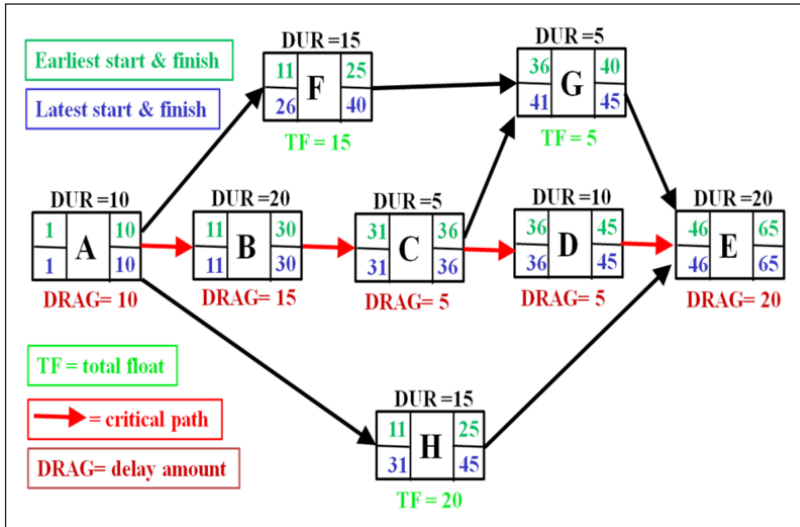 Earliest start & finish
Latest start & finish
DUR =15
11 25
F
26 40
TF = 15
DUR =5
36 40
G
41 45
TF = 5
DUR =10
1 10
A
1 10
DRAG= 10
DUR =20
11 30
B
11 30
DRAG= 15
DUR =5
31 36
C
31 36
DRAG= 5
DUR =10
36 45
D
36 45
DRAG= 5
DUR =20
46 65
E
46 65
DRAG= 20
DUR =15
11 25
H
31 45
TF = 20
TF = total float
= critical path
DRAG= delay amount